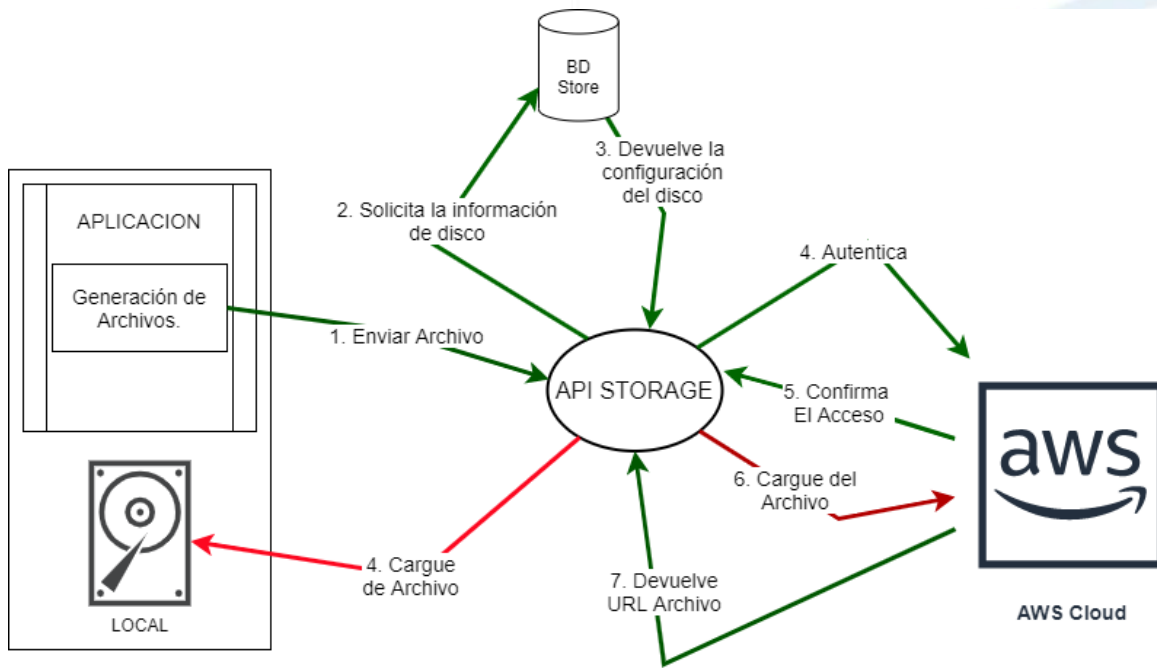 BD
Store
3. Devuelve la
configuración
del disco
2. Solicita la información
de disco
APLICACION
Generación de
Archivos.
4. Autentica
1. Enviar Archivo
API STORAGE
5. Confirma
El Acceso
aws
6. Cargue del
Archivo
4. Cargue
de Archivo
7. Devuelve
URL Archivo
LOCAL
AWS Cloud